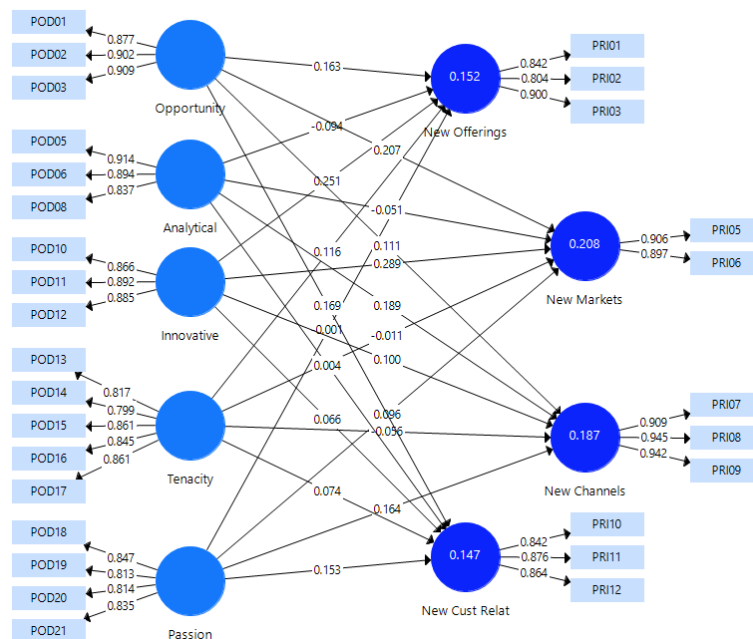 POD01
POD02
POD03
0.877
0.902
0.909
Opportunity
POD05
POD06
POD08
0.914
0.894
0.837
Analytical
POD10
POD11
POD12
0.866
0.892
0.885
Innovative
POD13
POD14
POD15
POD16
POD17
0.817
0.799
0.861
0.845
0.861
Tenacity
POD18
POD19
POD20
POD21
0.847
0.813
0.814
0.835
Passion
0.163
-0.094
0.207
0.251
-0.051
0.116
0.111
0.289
0.169
0.189
0.001
-0.011
0.004
0.100
0.066
0.096
-0.056
0.074
0.164
0.153
0.152
New Offerings
0.842
0.804
0.900
PRI01
PRI02
PRI03
0.208
New Markets
0.906
0.897
PRI05
PRI06
0.187
New Channels
0.909
0.945
0.942
PRI07
PRI08
PRI09
0.147
New Cust Relat
0.842
0.876
0.864
PRI10
PRI11
PRI12